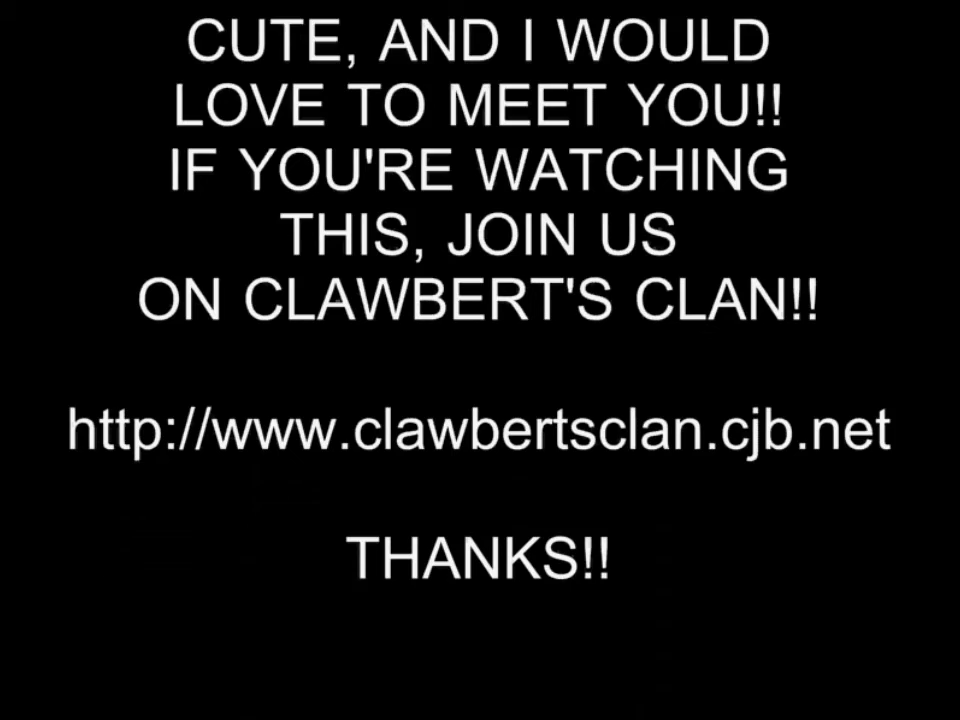 CUTE, AND I WOULD
LOVE TO MEET YOU!!
IF YOU'RE WATCHING
THIS, JOIN US
ON CLAWBERT'S CLAN!!
http://www.clawbertsclan.cjb.net
THANKS!!